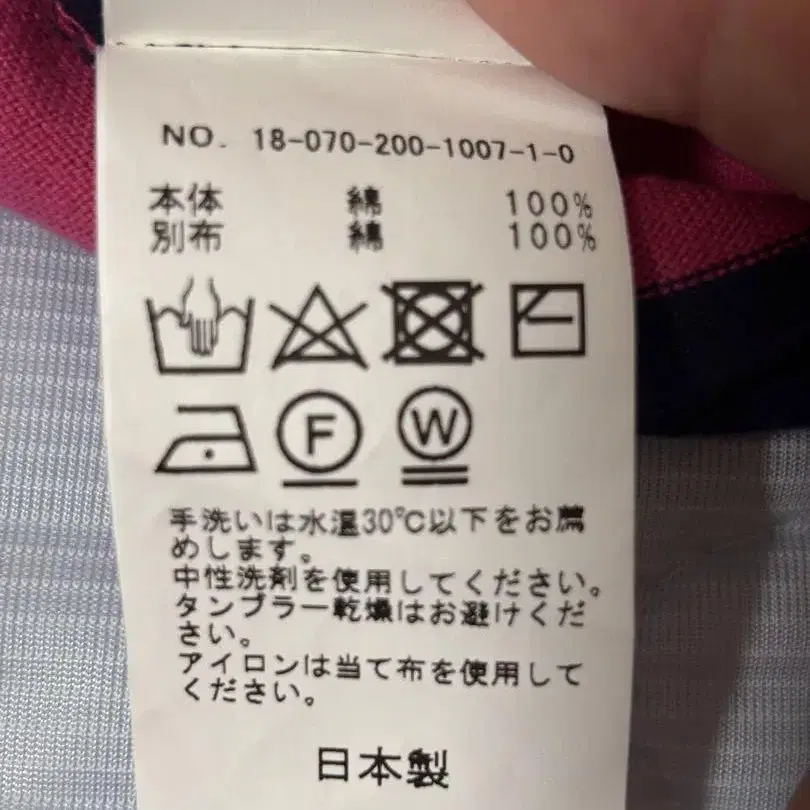 NO. 18-070-200-1007-1-0
本体 綿 100%
別布 綿 100%
F W
手洗いは水温30℃以下をお薦
めします。
中性洗剤を使用してください。
タンブラー乾燥はお避けくだ
さい。
アイロンは当て布を使用して
ください。
日本製